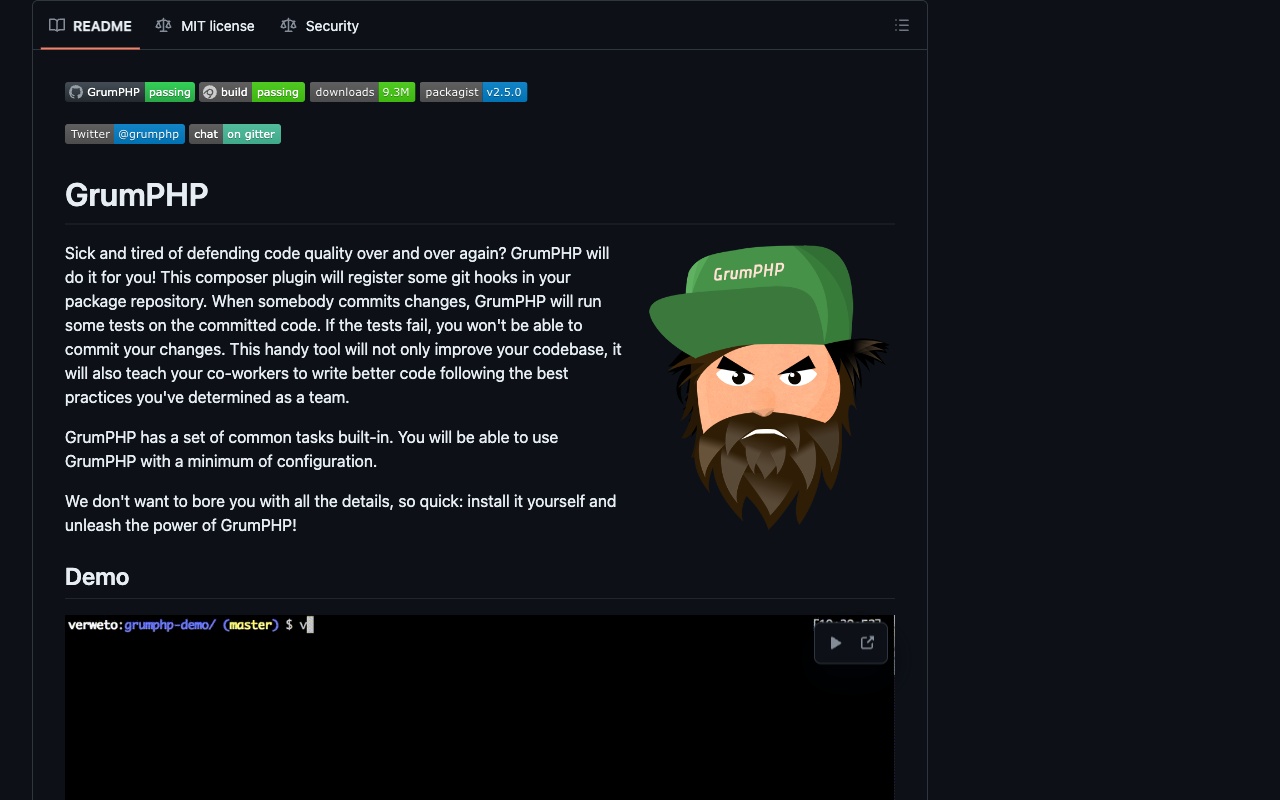 README MIT license Security
GrumPHP passing build passing downloads 9.3M packagist v2.5.0
Twitter @grumphp chat on gitter
GrumPHP
Sick and tired of defending code quality over and over again? GrumPHP will
do it for you! This composer plugin will register some git hooks in your
package repository. When somebody commits changes, GrumPHP will run
some tests on the committed code. If the tests fail, you won't be able to
commit your changes. This handy tool will not only improve your codebase, it
will also teach your co-workers to write better code following the best
practices you've determined as a team.
GrumPHP has a set of common tasks built-in. You will be able to use
GrumPHP with a minimum of configuration.
We don't want to bore you with all the details, so quick: install it yourself and
unleash the power of GrumPHP!
GrumPHP
Demo
verweto:grumphp-demo/ (master) $ v